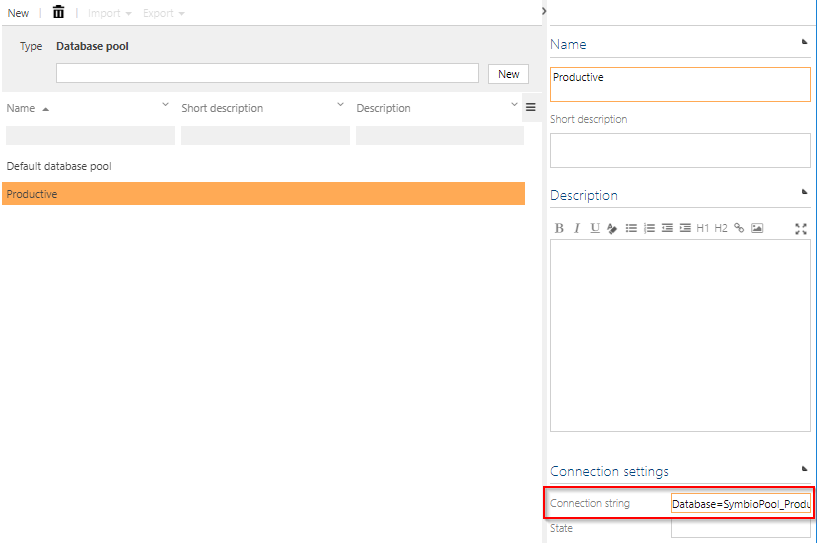 New Import Export
Type Database pool
New
Name Short description Description
Default database pool
Productive
Name
Productive
Short description
Description
B I U H1 H2
Connection settings
Connection string Database=SymbioPool_Produ
State